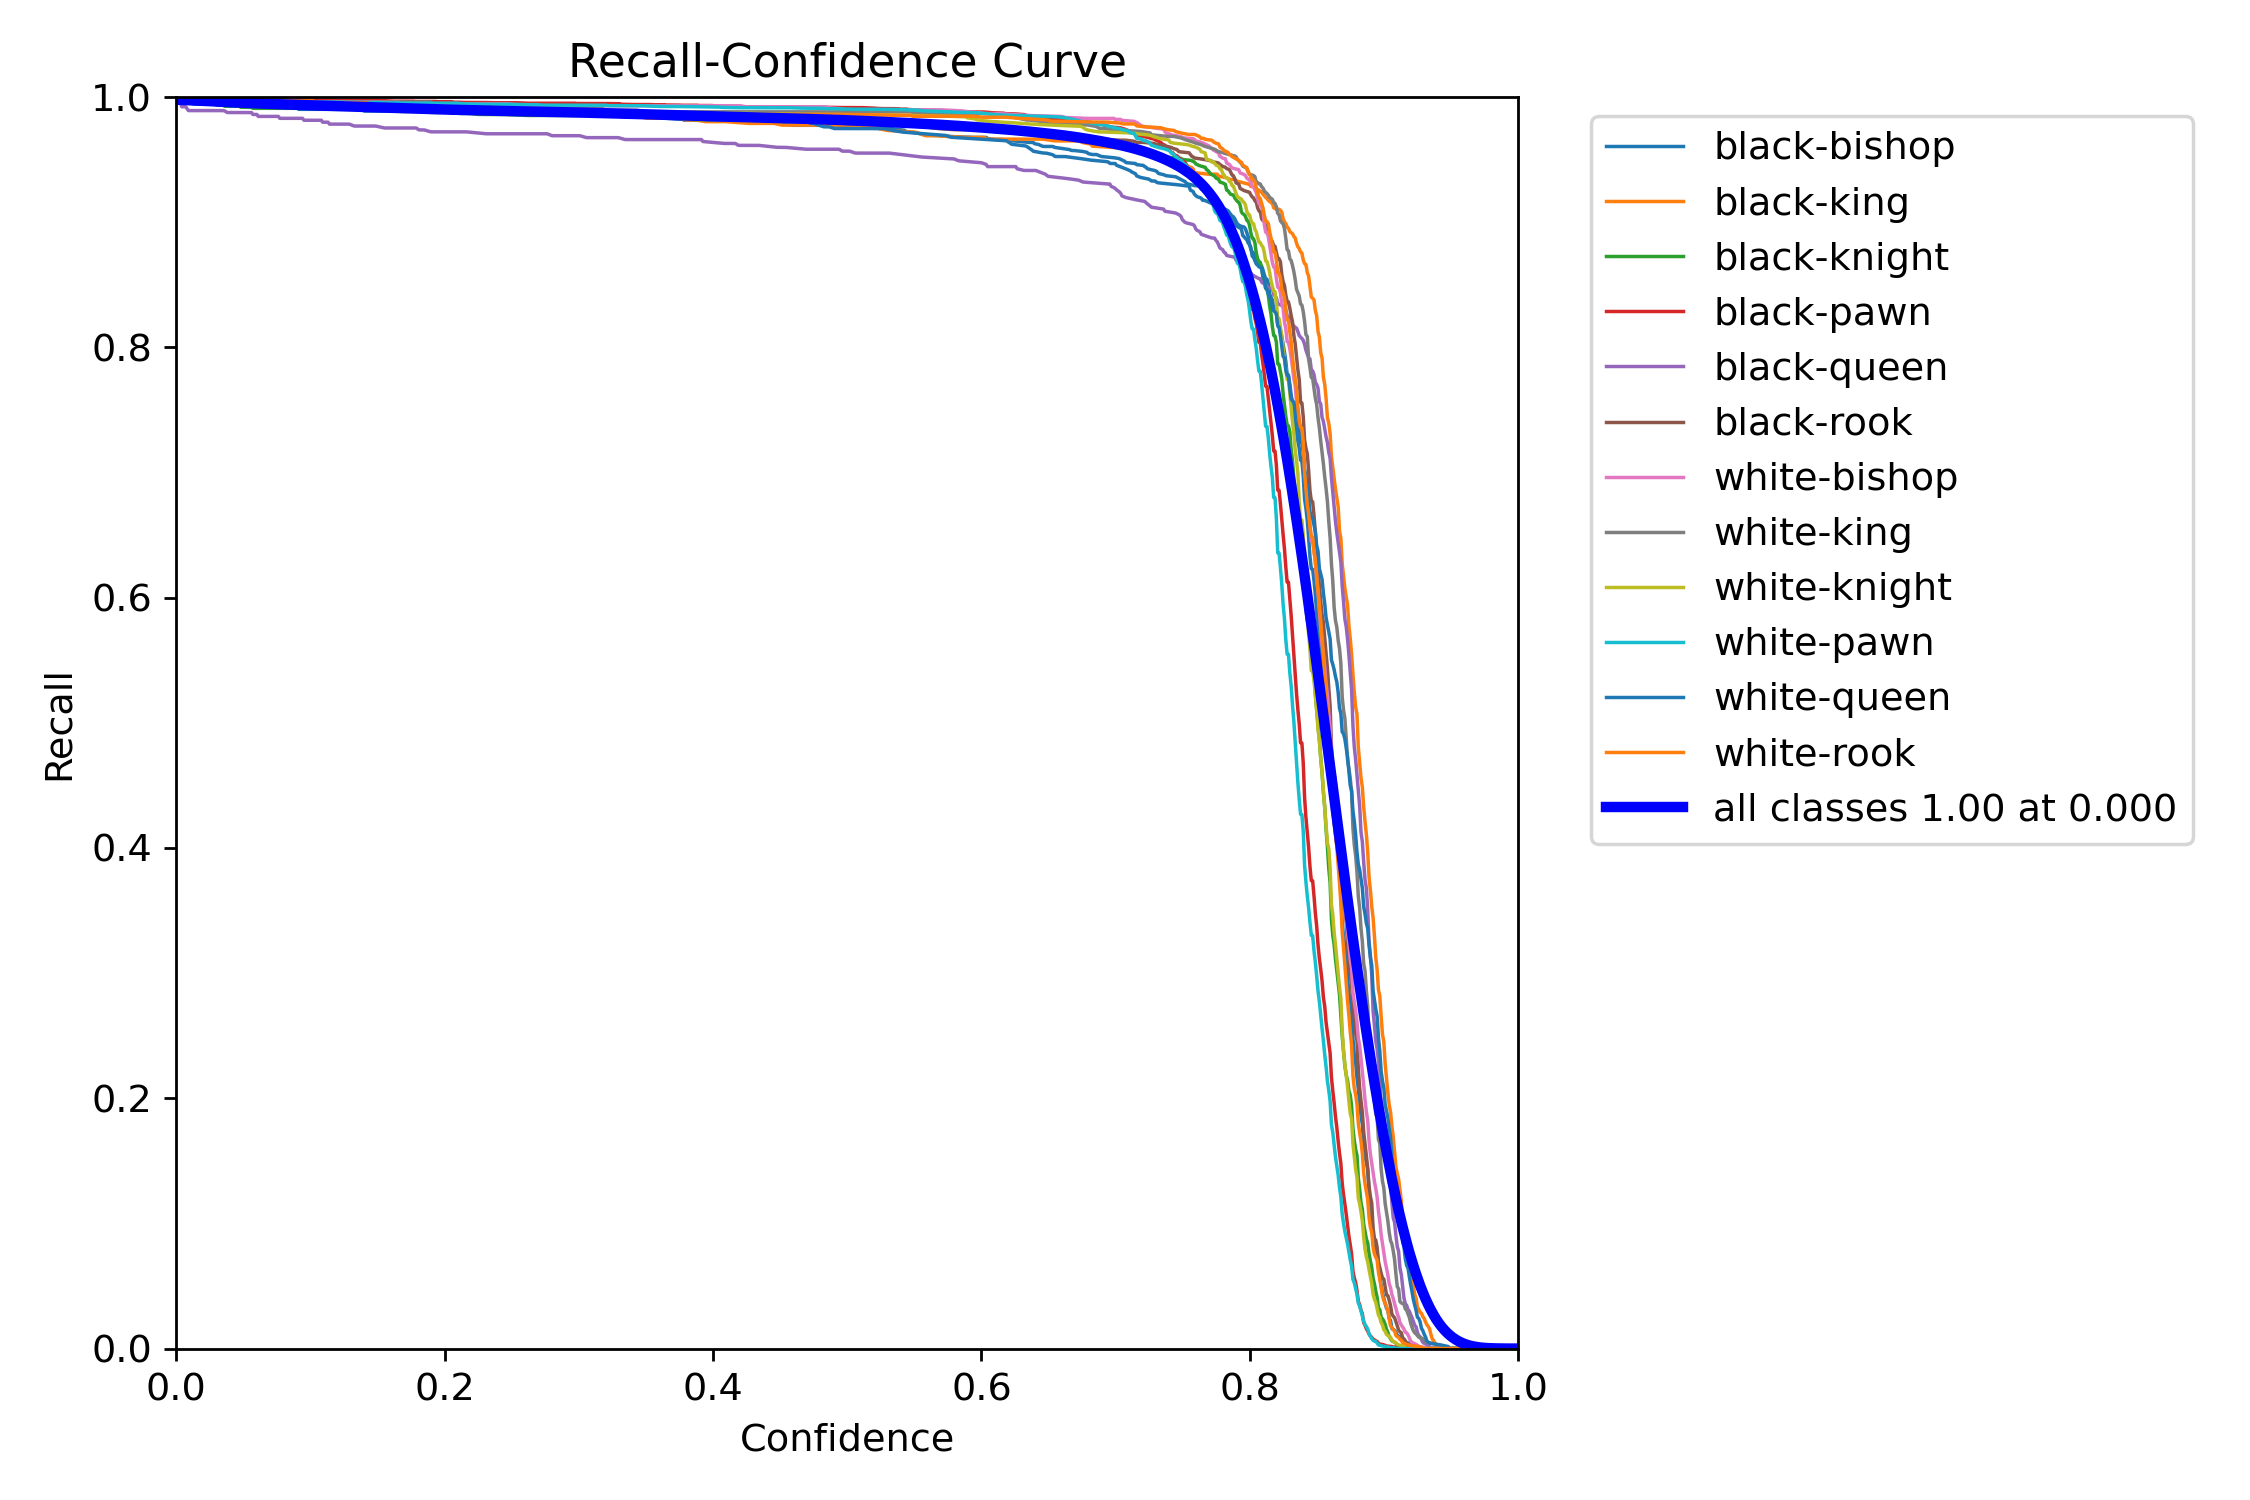 Recall-Confidence Curve
1.0
0.8
0.6
0.4
0.2
0.0
Recall
0.0 0.2 0.4 0.6 0.8 1.0
Confidence
black-bishop
black-king
black-knight
black-pawn
black-queen
black-rook
white-bishop
white-king
white-knight
white-pawn
white-queen
white-rook
all classes 1.00 at 0.000